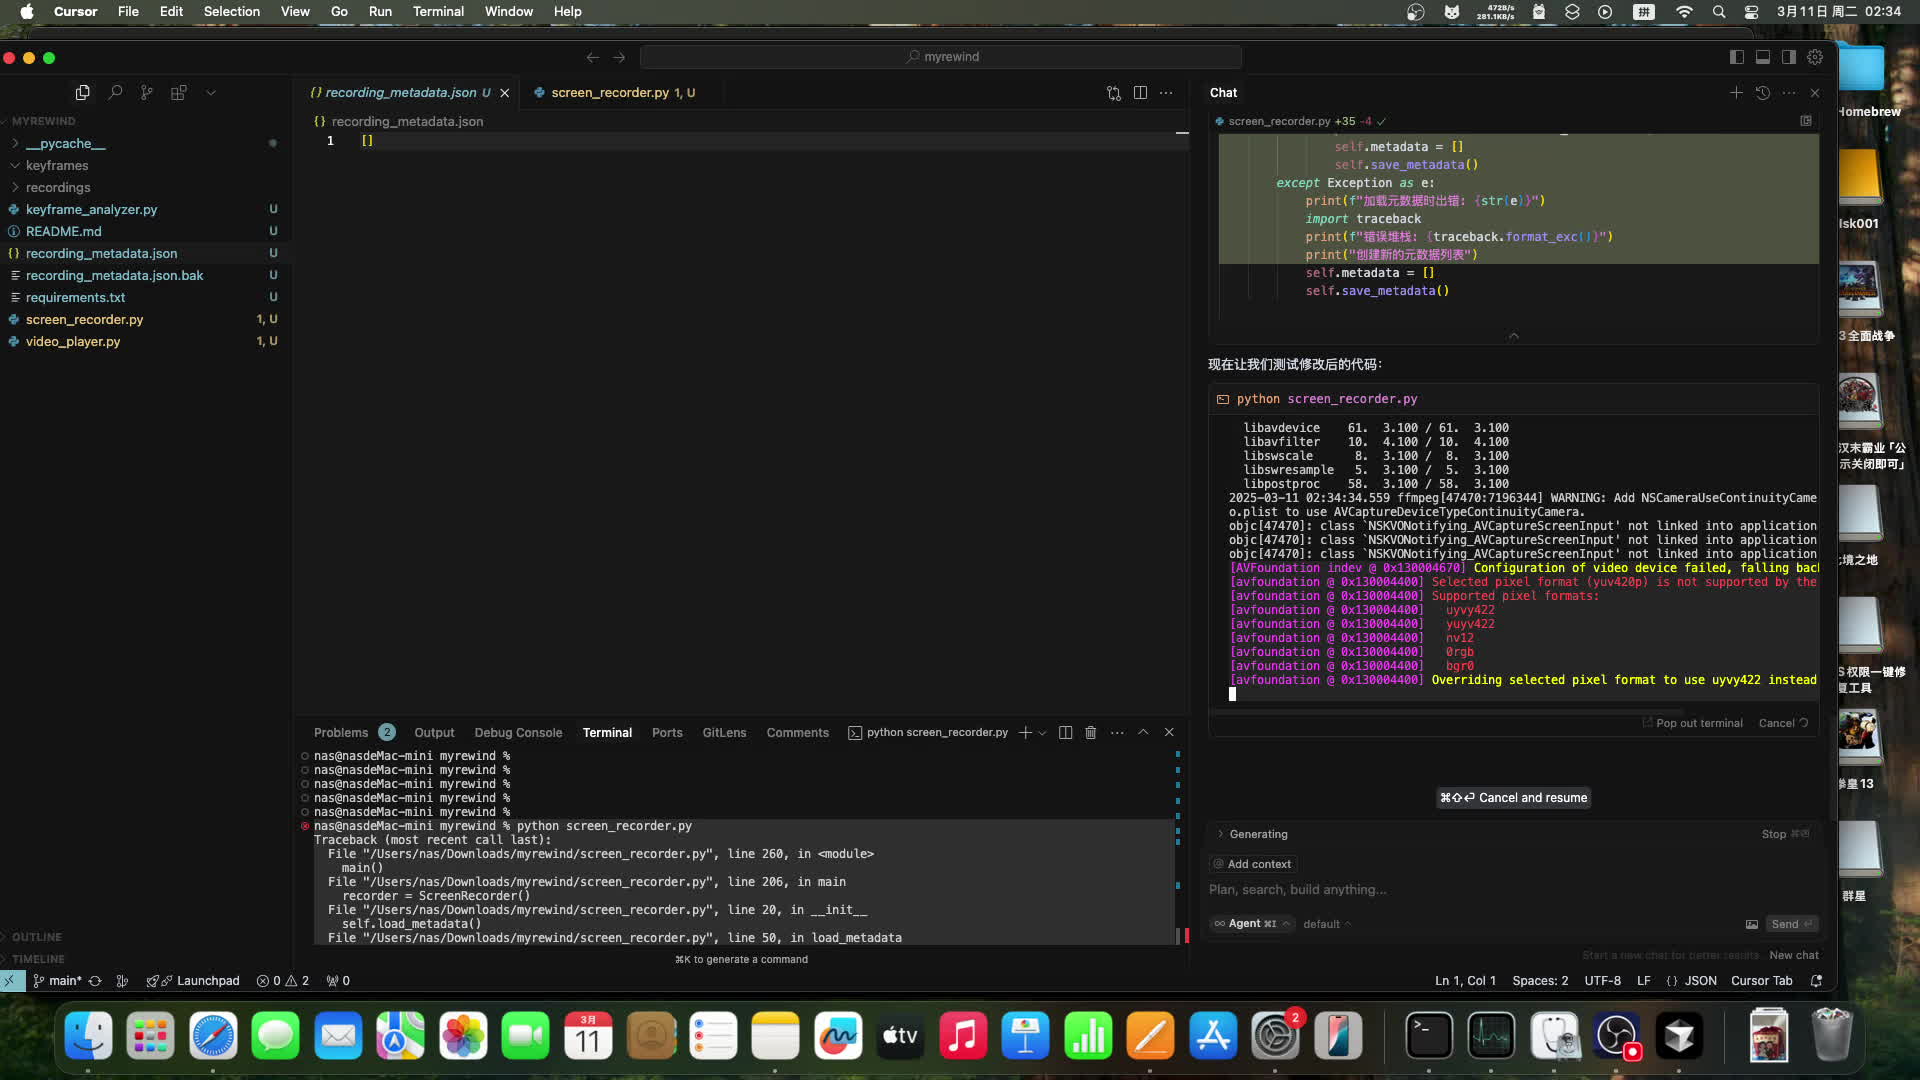 Cursor File Edit Selection View Go Run Terminal Window Help
472B/s
281.1KB/s
拼
3月11日 周二 02:34
myrewind
MYREWIND
__pycache__
keyframes
recordings
keyframe_analyzer.py U
README.md U
recording_metadata.json U
recording_metadata.json.bak U
requirements.txt U
screen_recorder.py 1, U
video_player.py 1, U
OUTLINE
TIMELINE
{} recording_metadata.json U
screen_recorder.py 1, U
{} recording_metadata.json
1 []
Problems 2 Output Debug Console Terminal Ports GitLens Comments python screen_recorder.py
nas@nasdeMac-mini myrewind %
nas@nasdeMac-mini myrewind %
nas@nasdeMac-mini myrewind %
nas@nasdeMac-mini myrewind %
nas@nasdeMac-mini myrewind %
nas@nasdeMac-mini myrewind % python screen_recorder.py
Traceback (most recent call last):
File "/Users/nas/Downloads/myrewind/screen_recorder.py", line 260, in <module>
main()
File "/Users/nas/Downloads/myrewind/screen_recorder.py", line 206, in main
recorder = ScreenRecorder()
File "/Users/nas/Downloads/myrewind/screen_recorder.py", line 20, in __init__
self.load_metadata()
File "/Users/nas/Downloads/myrewind/screen_recorder.py", line 50, in load_metadata
⌘K to generate a command
Chat
screen_recorder.py +35 -4
self.metadata = []
self.save_metadata()
except Exception as e:
print(f"加载元数据时出错: {str(e)}")
import traceback
print(f"错误堆栈: {traceback.format_exc()}")
print("创建新的元数据列表")
self.metadata = []
self.save_metadata()
现在让我们测试修改后的代码:
python screen_recorder.py
libavdevice 61. 3.100 / 61. 3.100
libavfilter 10. 4.100 / 10. 4.100
libswscale 8. 3.100 / 8. 3.100
libswresample 5. 3.100 / 5. 3.100
libpostproc 58. 3.100 / 58. 3.100
2025-03-11 02:34:34.559 ffmpeg[47470:7196344] WARNING: Add NSCameraUseContinuityCame
o.plist to use AVCaptureDeviceTypeContinuityCamera.
objc[47470]: class `NSKVONotifying_AVCaptureScreenInput' not linked into application
objc[47470]: class `NSKVONotifying_AVCaptureScreenInput' not linked into application
objc[47470]: class `NSKVONotifying_AVCaptureScreenInput' not linked into application
[AVFoundation indev @ 0x130004670] Configuration of video device failed, falling bac
[avfoundation @ 0x130004400] Selected pixel format (yuv420p) is not supported by the
[avfoundation @ 0x130004400] Supported pixel formats:
[avfoundation @ 0x130004400] uyvy422
[avfoundation @ 0x130004400] yuyv422
[avfoundation @ 0x130004400] nv12
[avfoundation @ 0x130004400] 0rgb
[avfoundation @ 0x130004400] bgr0
[avfoundation @ 0x130004400] Overriding selected pixel format to use uyvy422 instead
Pop out terminal Cancel
⌘⇧⏎ Cancel and resume
Generating Stop
@ Add context
Plan, search, build anything...
∞ Agent ⌘I default Send
Start a new chat for better results New chat
main* Launchpad 0 2 0
Ln 1, Col 1 Spaces: 2 UTF-8 LF {} JSON Cursor Tab
Homebrew
lsk001
3 全面战争
汉末霸业「公
示关闭即可」
境之地
S 权限一键修
复工具
拳皇 13
群星
3月
11
tv
2